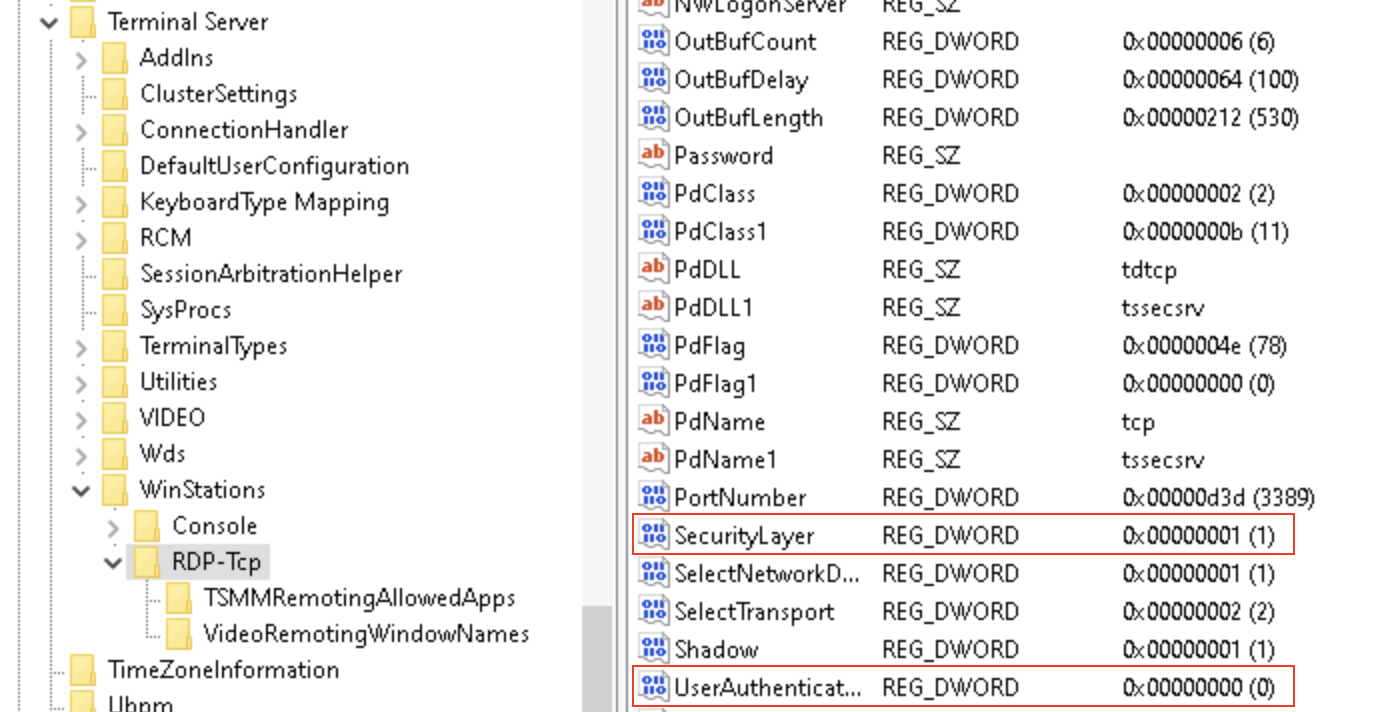 Terminal Server
AddIns
ClusterSettings
ConnectionHandler
DefaultUserConfiguration
KeyboardType Mapping
RCM
SessionArbitrationHelper
SysProcs
TerminalTypes
Utilities
VIDEO
Wds
WinStations
Console
RDP-Tcp
TSMMRemotingAllowedApps
VideoRemotingWindowNames
TimeZoneInformation
Ubpm
NWLogonServer REG_SZ
OutBufCount REG_DWORD 0x00000006 (6)
OutBufDelay REG_DWORD 0x00000064 (100)
OutBufLength REG_DWORD 0x00000212 (530)
Password REG_SZ
PdClass REG_DWORD 0x00000002 (2)
PdClass1 REG_DWORD 0x0000000b (11)
PdDLL REG_SZ tdtcp
PdDLL1 REG_SZ tssecsrv
PdFlag REG_DWORD 0x0000004e (78)
PdFlag1 REG_DWORD 0x00000000 (0)
PdName REG_SZ tcp
PdName1 REG_SZ tssecsrv
PortNumber REG_DWORD 0x00000d3d (3389)
SecurityLayer REG_DWORD 0x00000001 (1)
SelectNetworkD... REG_DWORD 0x00000001 (1)
SelectTransport REG_DWORD 0x00000002 (2)
Shadow REG_DWORD 0x00000001 (1)
UserAuthenticat... REG_DWORD 0x00000000 (0)